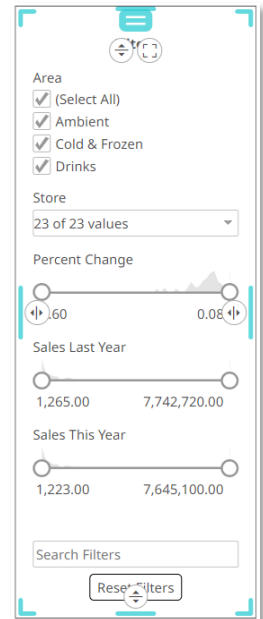 Area
(Select All)
Ambient
Cold & Frozen
Drinks
Store
23 of 23 values
Percent Change
.60
0.08
Sales Last Year
1,265.00
7,742,720.00
Sales This Year
1,223.00
7,645,100.00
Search Filters
Reset Filters